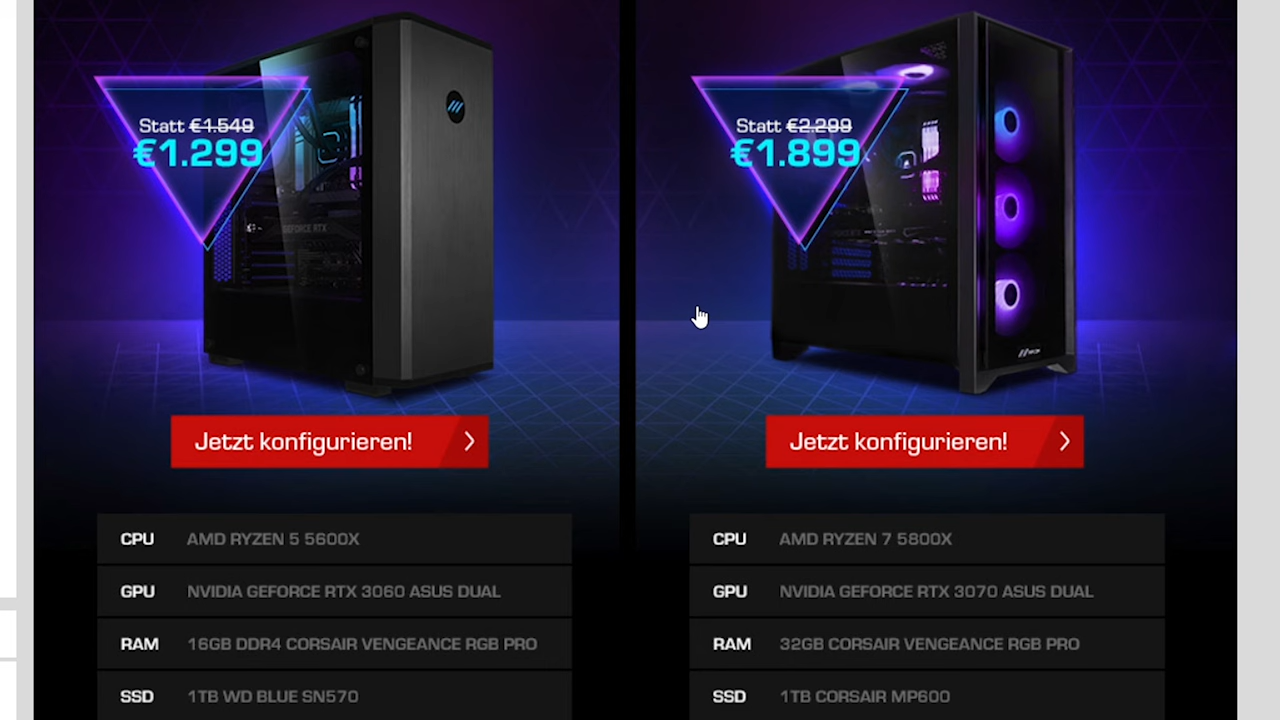 Statt €1.549
€1.299
GEFORCE RTX
Jetzt konfigurieren!
CPU AMD RYZEN 5 5600X
GPU NVIDIA GEFORCE RTX 3060 ASUS DUAL
RAM 16GB DDR4 CORSAIR VENGEANCE RGB PRO
SSD 1TB WD BLUE SN570
Statt €2.299
€1.899
Jetzt konfigurieren!
CPU AMD RYZEN 7 5800X
GPU NVIDIA GEFORCE RTX 3070 ASUS DUAL
RAM 32GB CORSAIR VENGEANCE RGB PRO
SSD 1TB CORSAIR MP600